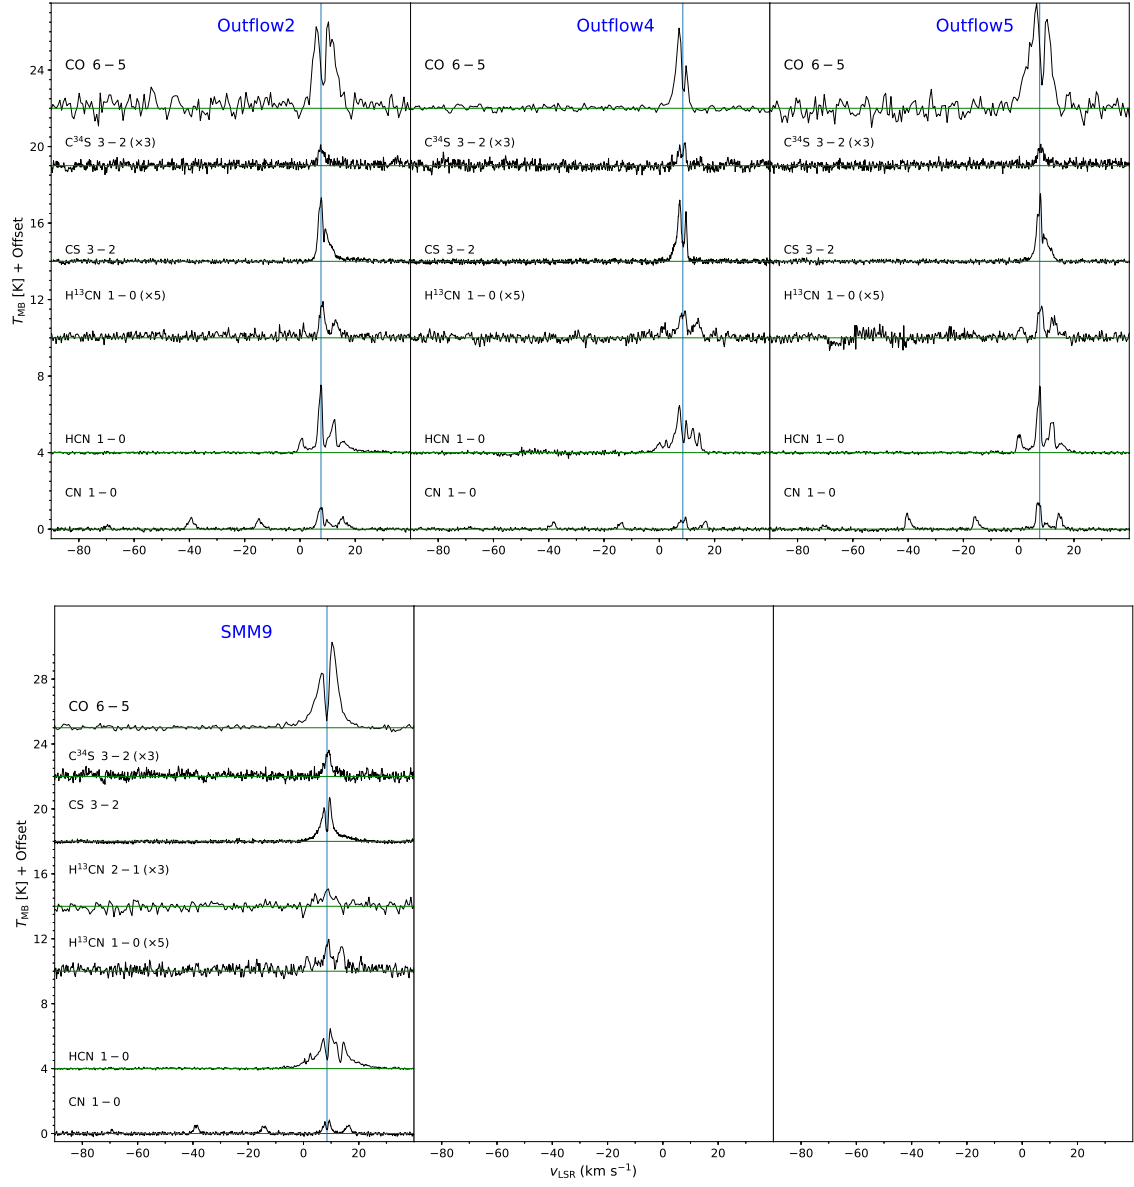 Outflow2
Outflow4
Outflow5
CO 6−5
CO 6−5
CO 6−5
C³⁴S 3−2 (×3)
C³⁴S 3−2 (×3)
C³⁴S 3−2 (×3)
CS 3−2
CS 3−2
CS 3−2
H¹³CN 1−0 (×5)
H¹³CN 1−0 (×5)
H¹³CN 1−0 (×5)
HCN 1−0
HCN 1−0
HCN 1−0
CN 1−0
CN 1−0
CN 1−0
24
20
16
12
8
4
0
T_MB [K] + Offset
−80 −60 −40 −20 0 20
−80 −60 −40 −20 0 20
−80 −60 −40 −20 0 20
SMM9
CO 6−5
C³⁴S 3−2 (×3)
CS 3−2
H¹³CN 2−1 (×3)
H¹³CN 1−0 (×5)
HCN 1−0
CN 1−0
28
24
20
16
12
8
4
0
T_MB [K] + Offset
−80 −60 −40 −20 0 20
−80 −60 −40 −20 0 20
−80 −60 −40 −20 0 20
v_LSR (km s⁻¹)